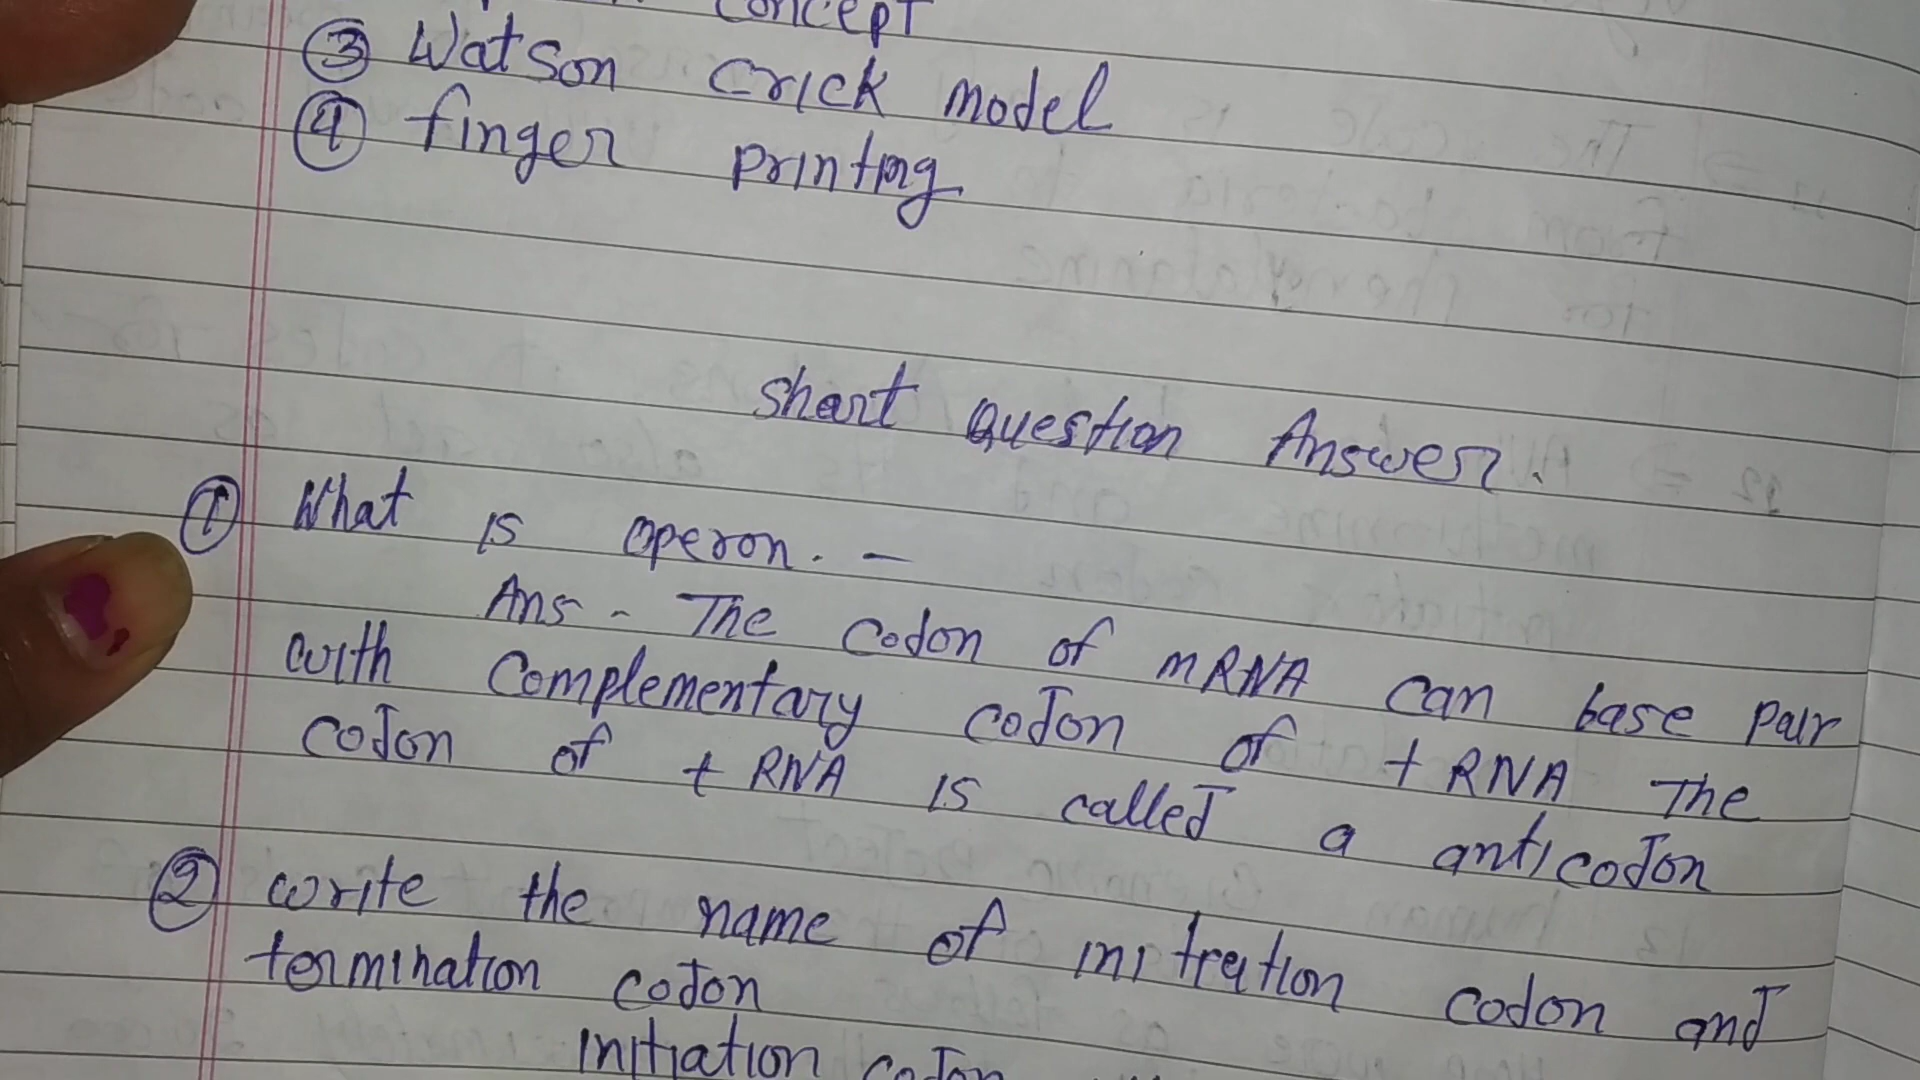 concept
③ Watson crick model
④ finger printing
Short Question Answer.
① What is operon. -
Ans - The codon of mRNA can base pair
with complementary codon of tRNA The
codon of tRNA is called a anticodon
② write the name of initretion codon and
termination codon
initiation codon